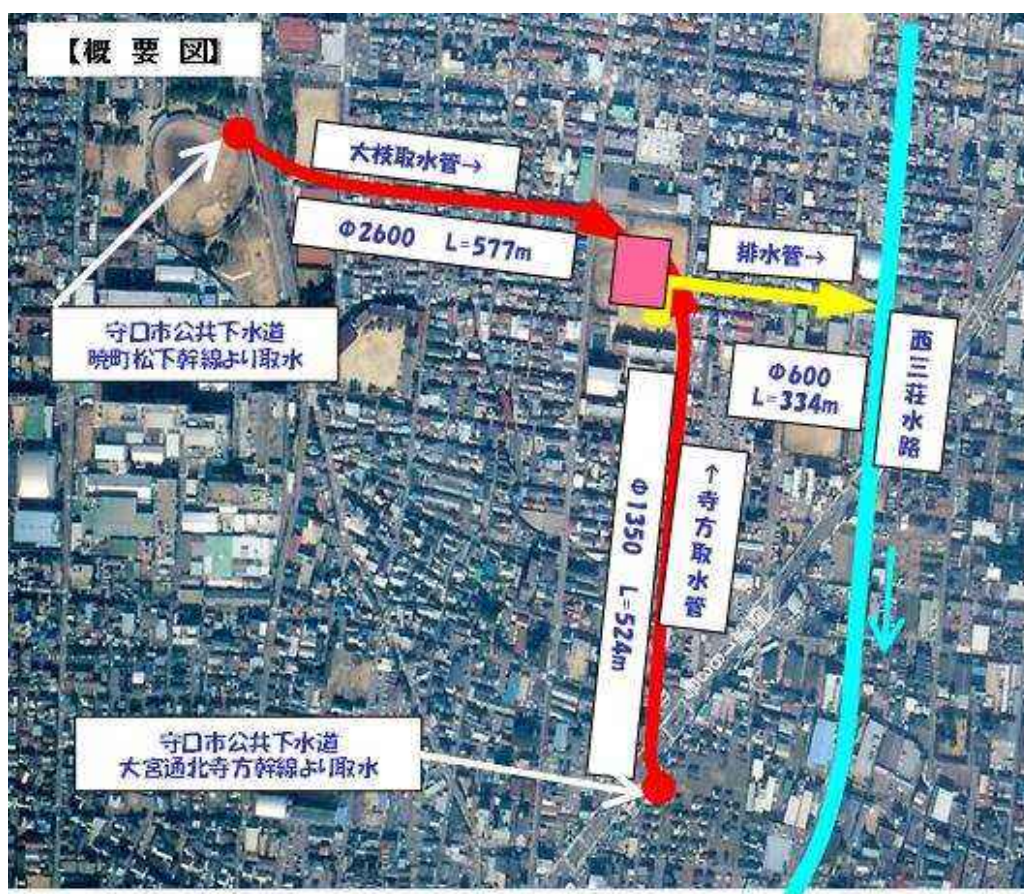 【概要図】
大枝取水管→
Φ2600 L=577m
排水管→
守口市公共下水道
暁町松下幹線より取水
Φ600
L=334m
西三荘水路
↑寺方取水管
Φ1350 L=524m
守口市公共下水道
大宮通北寺方幹線より取水